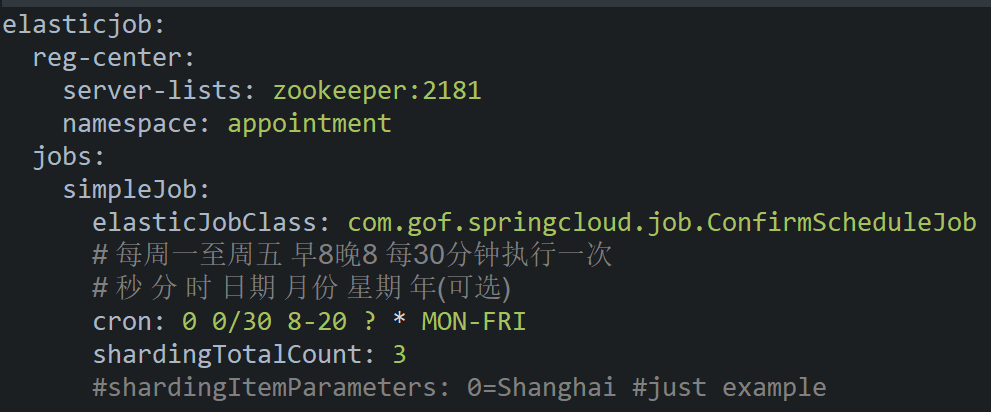 elasticjob:
  reg-center:
    server-lists: zookeeper:2181
    namespace: appointment
  jobs:
    simpleJob:
      elasticJobClass: com.gof.springcloud.job.ConfirmScheduleJob
      # 每周一至周五 早8晚8 每30分钟执行一次
      # 秒 分 时 日期 月份 星期 年(可选)
      cron: 0 0/30 8-20 ? * MON-FRI
      shardingTotalCount: 3
      #shardingItemParameters: 0=Shanghai #just example